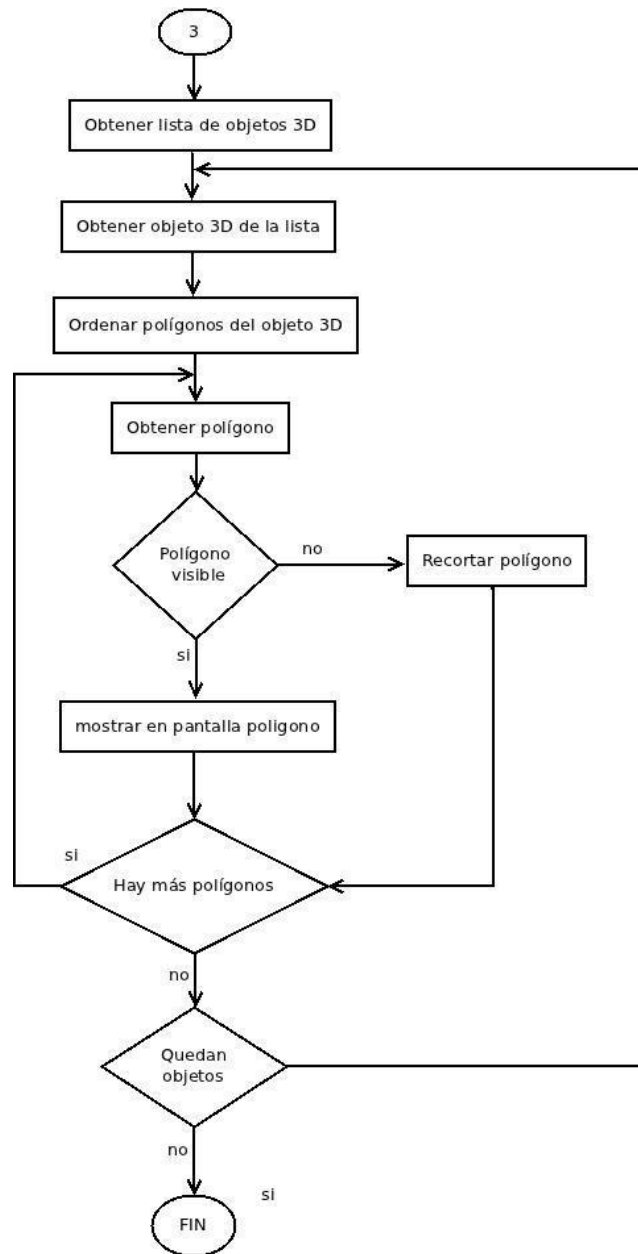 3
Obtener lista de objetos 3D
Obtener objeto 3D de la lista
Ordenar polígonos del objeto 3D
Obtener polígono
Polígono
visible
no
Recortar polígono
si
mostrar en pantalla poligono
si
Hay más polígonos
no
Quedan
objetos
no
si
FIN